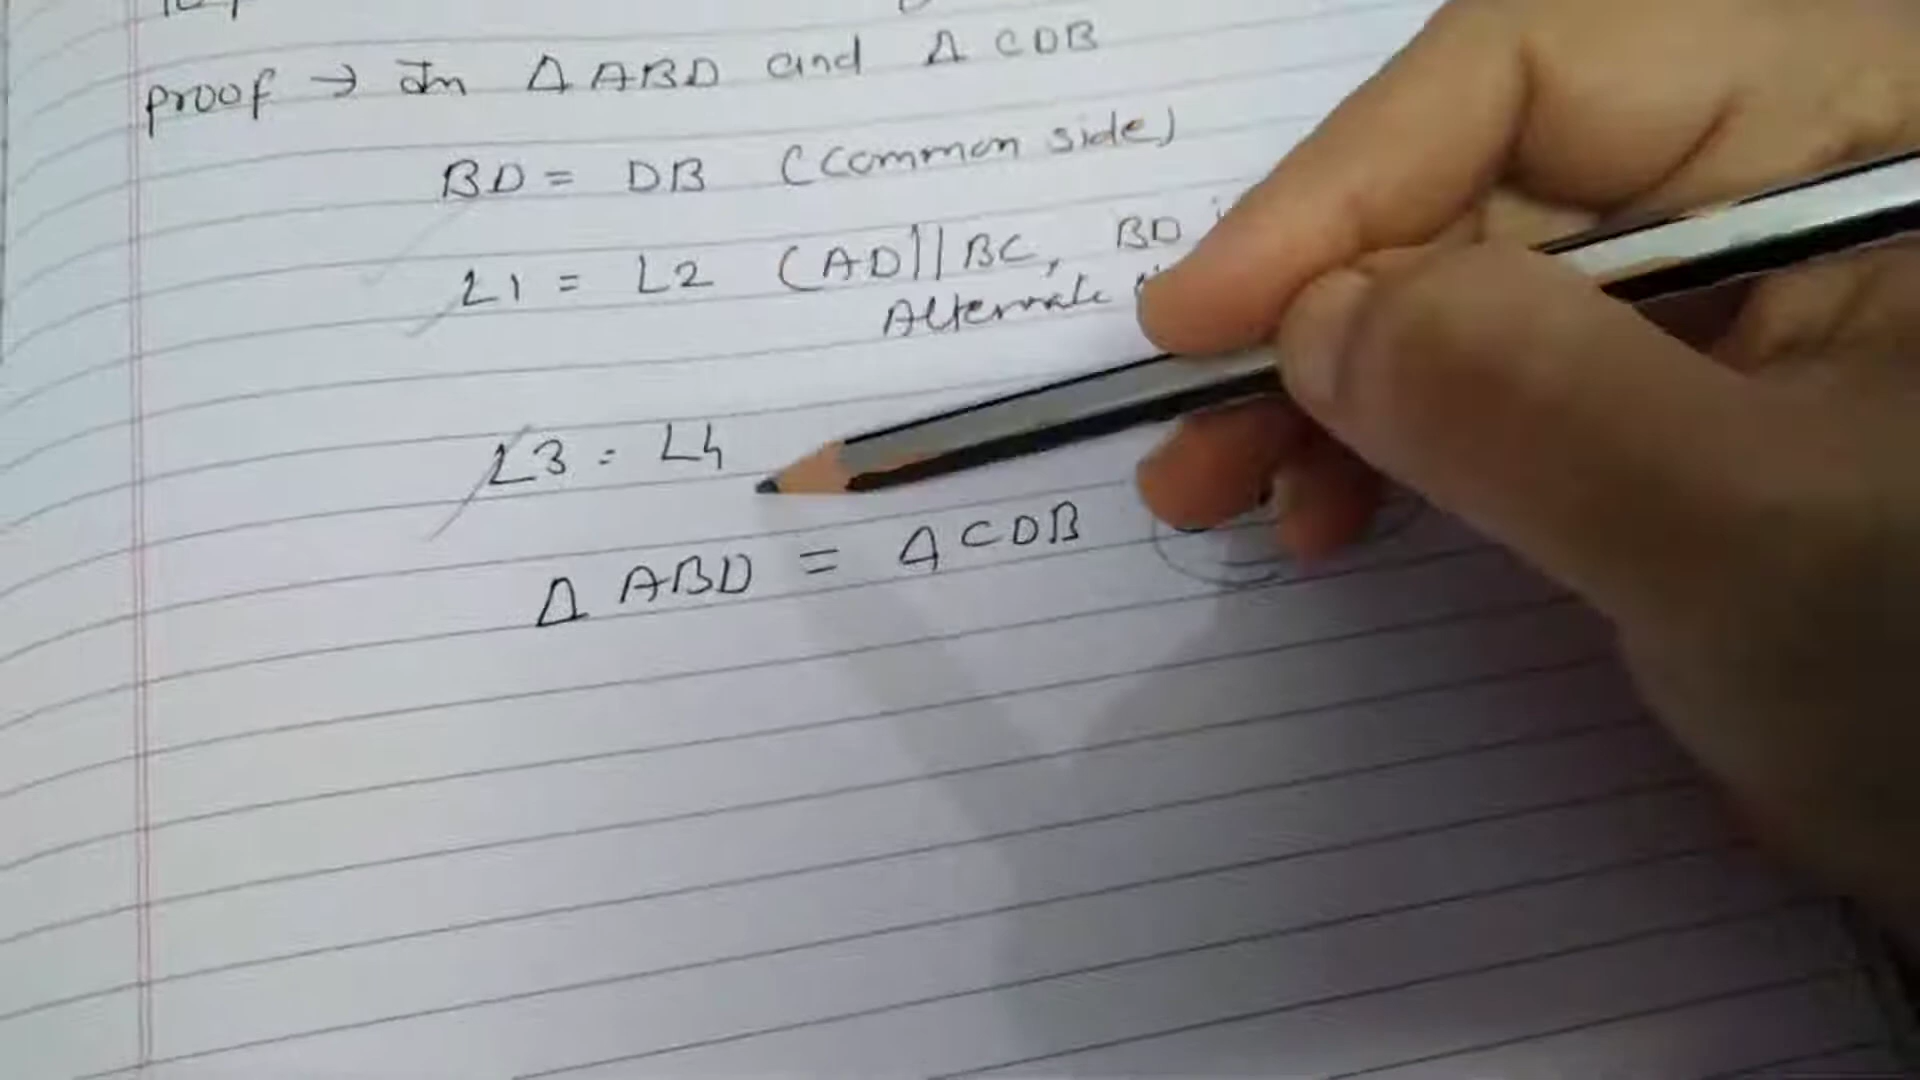 proof → In Δ ABD and Δ CDB
BD = DB (Common side)
∠1 = ∠2 (AD || BC, BD
Alternate
∠3 = ∠4
Δ ABD = Δ CDB